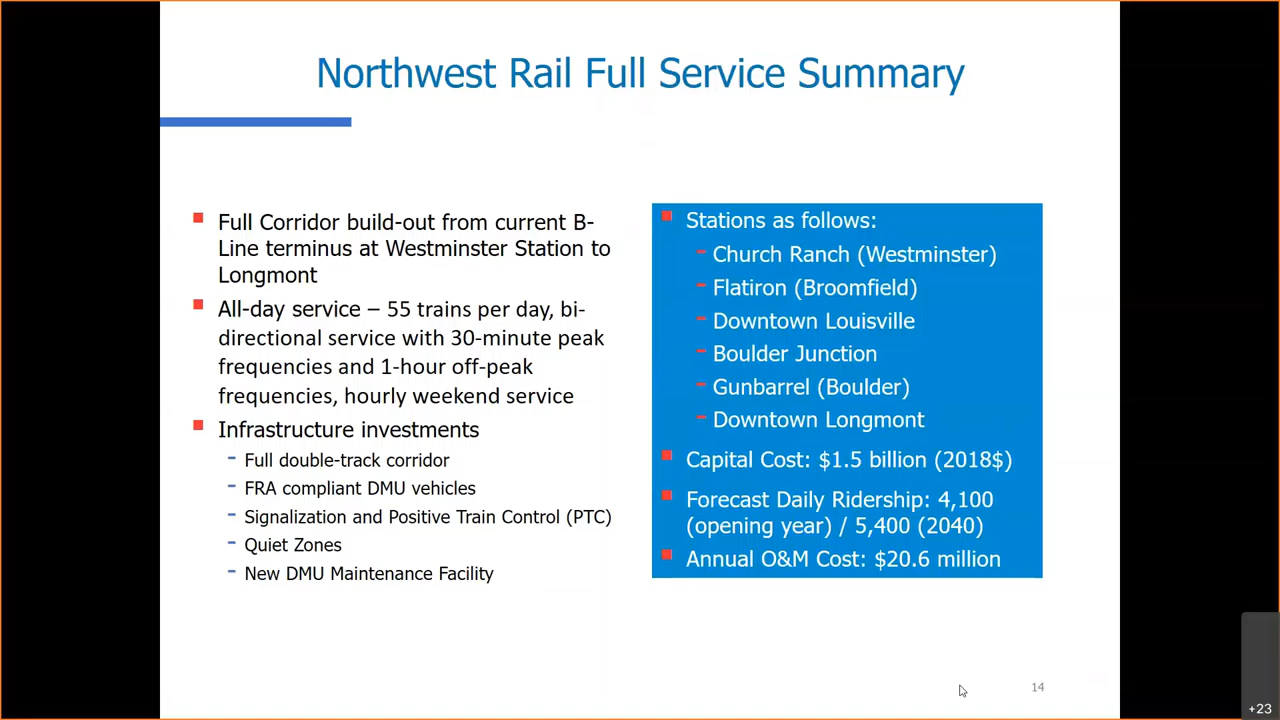 Northwest Rail Full Service Summary
Full Corridor build-out from current B-
Line terminus at Westminster Station to
Longmont
All-day service – 55 trains per day, bi-
directional service with 30-minute peak
frequencies and 1-hour off-peak
frequencies, hourly weekend service
Infrastructure investments
Full double-track corridor
FRA compliant DMU vehicles
Signalization and Positive Train Control (PTC)
Quiet Zones
New DMU Maintenance Facility
Stations as follows:
Church Ranch (Westminster)
Flatiron (Broomfield)
Downtown Louisville
Boulder Junction
Gunbarrel (Boulder)
Downtown Longmont
Capital Cost: $1.5 billion (2018$)
Forecast Daily Ridership: 4,100
(opening year) / 5,400 (2040)
Annual O&M Cost: $20.6 million
14
+23